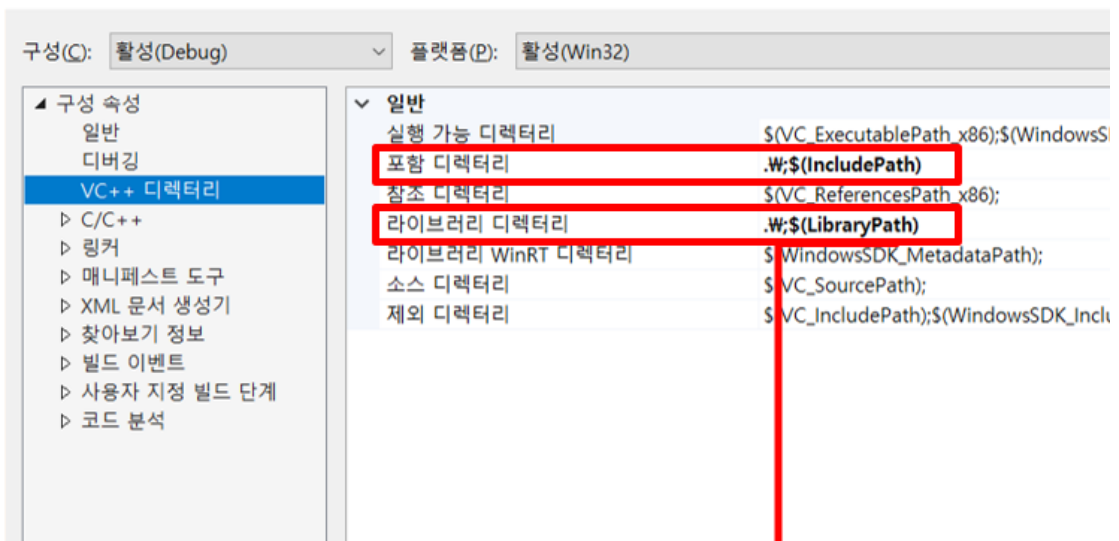 구성(C): 활성(Debug) 플랫폼(P): 활성(Win32)
구성 속성
일반
디버깅
VC++ 디렉터리
C/C++
링커
매니페스트 도구
XML 문서 생성기
찾아보기 정보
빌드 이벤트
사용자 지정 빌드 단계
코드 분석
일반
실행 가능 디렉터리 $(VC_ExecutablePath_x86);$(WindowsS
포함 디렉터리 .₩;$(IncludePath)
참조 디렉터리 $(VC_ReferencesPath_x86);
라이브러리 디렉터리 .₩;$(LibraryPath)
라이브러리 WinRT 디렉터리 $(WindowsSDK_MetadataPath);
소스 디렉터리 $(VC_SourcePath);
제외 디렉터리 $(VC_IncludePath);$(WindowsSDK_Incl